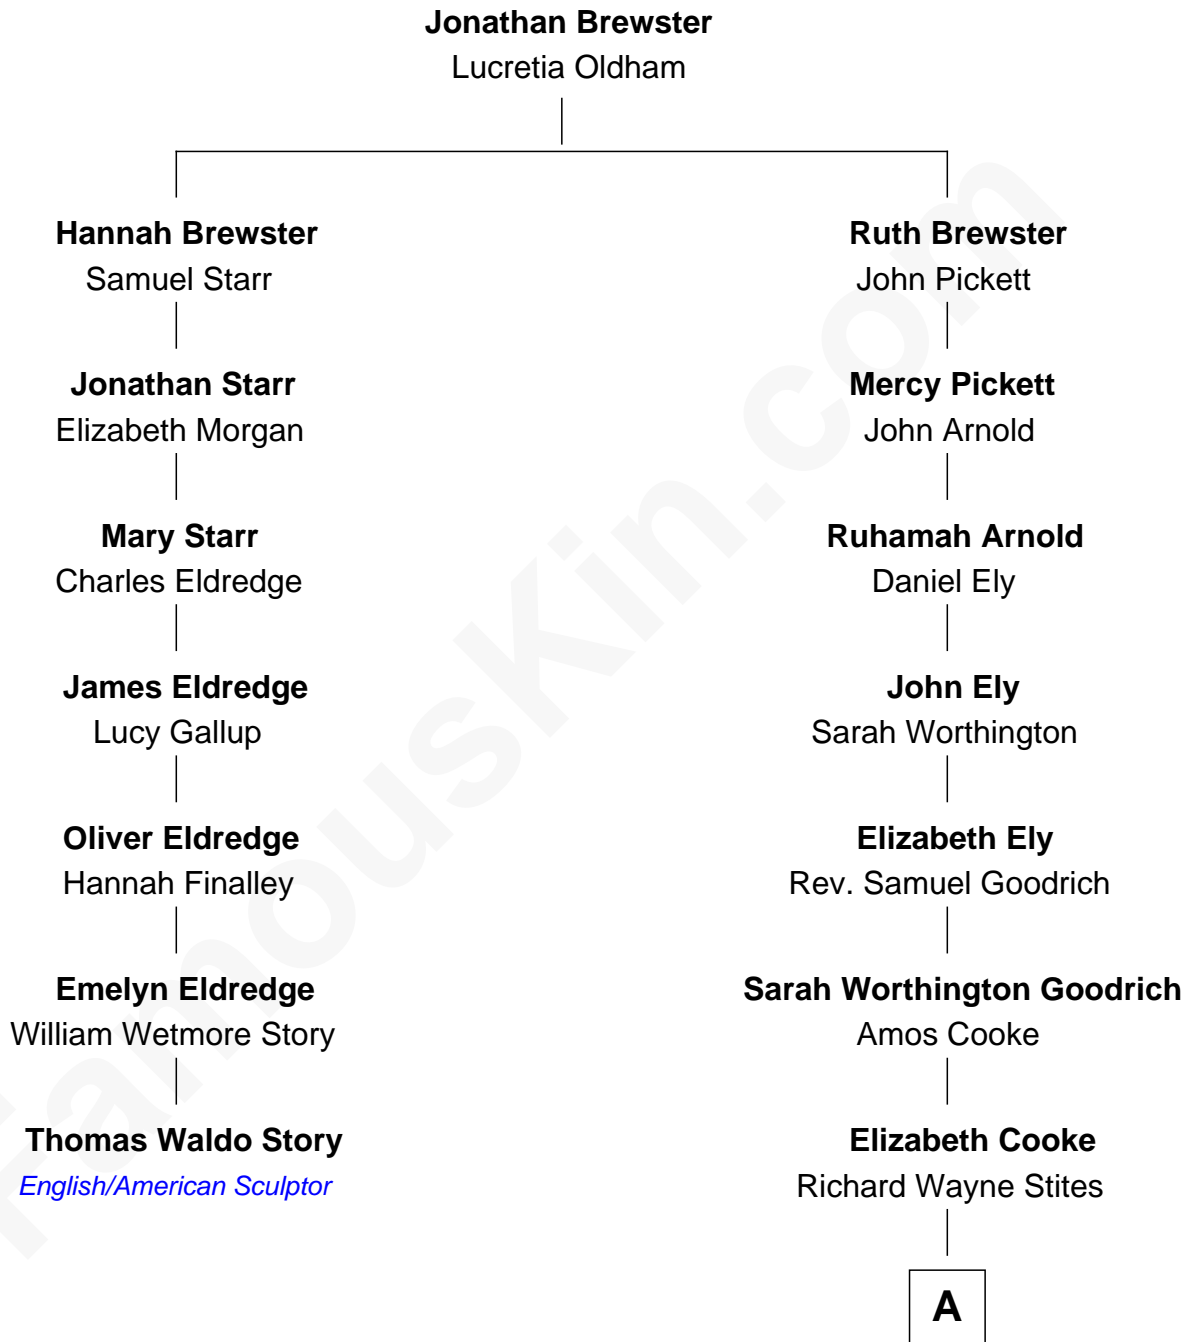 Jonathan Brewster
Lucretia Oldham
Hannah Brewster
Samuel Starr
Jonathan Starr
Elizabeth Morgan
Mary Starr
Charles Eldredge
James Eldredge
Lucy Gallup
Oliver Eldredge
Hannah Finalley
Emelyn Eldredge
William Wetmore Story
Thomas Waldo Story
English/American Sculptor
Ruth Brewster
John Pickett
Mercy Pickett
John Arnold
Ruhamah Arnold
Daniel Ely
John Ely
Sarah Worthington
Elizabeth Ely
Rev. Samuel Goodrich
Sarah Worthington Goodrich
Amos Cooke
Elizabeth Cooke
Richard Wayne Stites
A
FamousKin.com